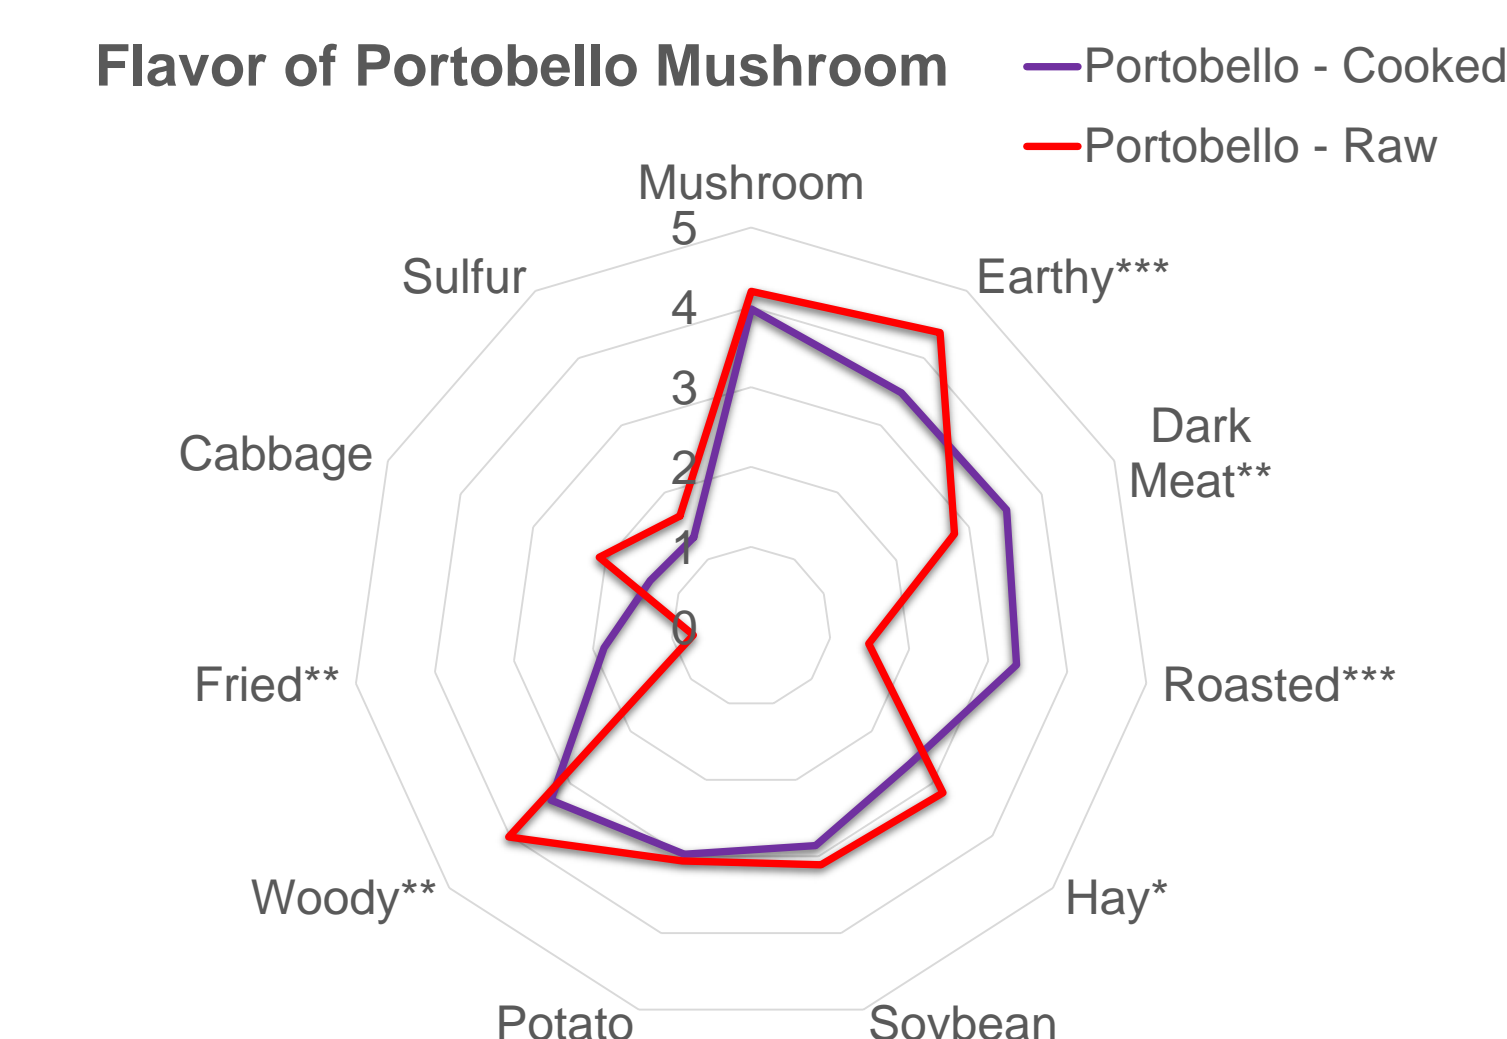 Flavor of Portobello Mushroom
Portobello - Cooked
Portobello - Raw
Mushroom
5
Sulfur
Earthy***
4
Dark
Meat**
3
Cabbage
2
1
0
Fried**
Roasted***
Woody**
Hay*
Potato
Soybean